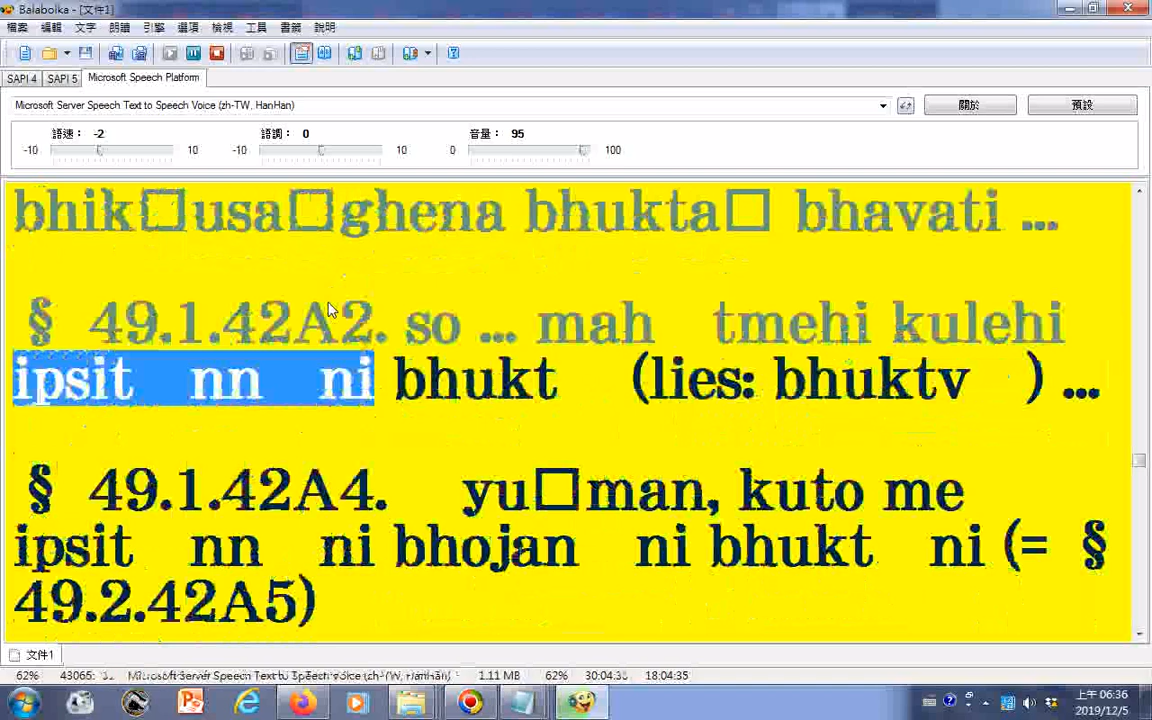 Balabolka - [文件1]
檔案 編輯 文字 朗讀 引擎 選項 檢視 工具 書籤 說明
SAPI 4 SAPI 5 Microsoft Speech Platform
Microsoft Server Speech Text to Speech Voice (zh-TW, HanHan) 關於 預設
語速： -2 語調： 0 音量： 95
-10 10 -10 10 0 100
bhik□usa□ghena bhukta□ bhavati ...
§ 49.1.42A2. so ... mah tmehi kulehi
ipsit nn ni bhukt (lies: bhuktv ) ...
§ 49.1.42A4. yu□man, kuto me
ipsit nn ni bhojan ni bhukt ni (= §
49.2.42A5)
文件1
62% 43065: Microsoft Server Speech Text to Speech Voice (zh-TW, HanHan) 1.11 MB 62% 30:04:35 18:04:35
上午 06:36
2019/12/5